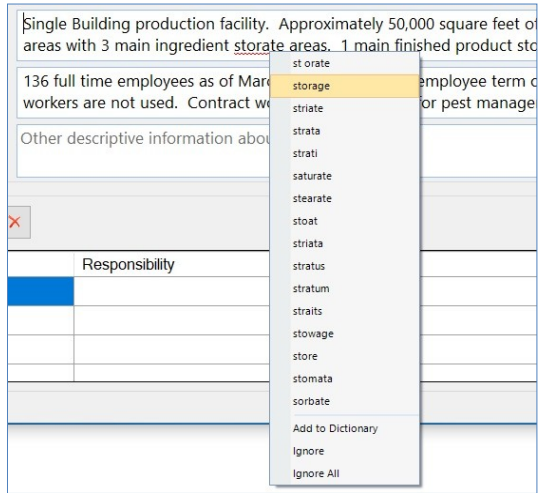 Single Building production facility. Approximately 50,000 square feet of
areas with 3 main ingredient storate areas. 1 main finished product sto
136 full time employees as of Marc mployee term
workers are not used. Contract wo or pest manage
Other descriptive information abou
Responsibility
st orate
storage
striate
strata
strati
saturate
stearate
stoat
striata
stratus
stratum
straits
stowage
store
stomata
sorbate
Add to Dictionary
Ignore
Ignore All